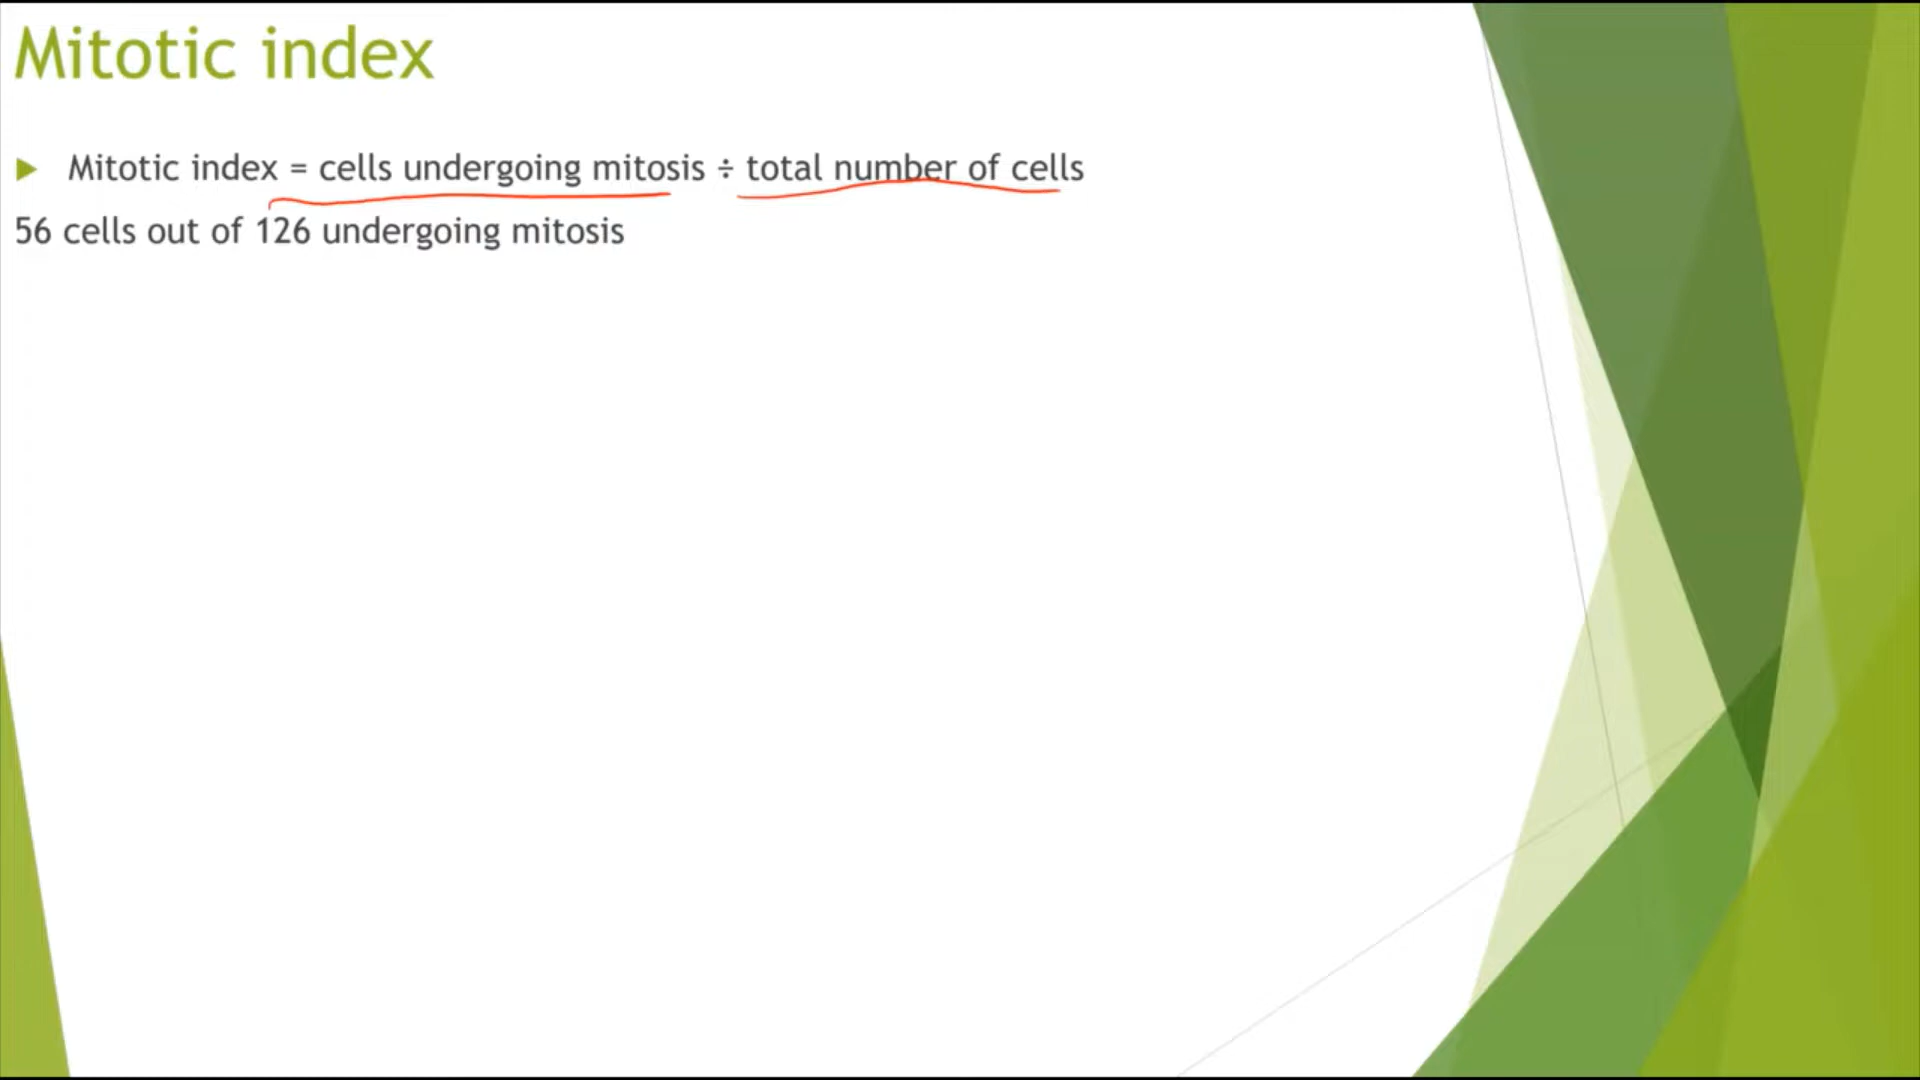 Mitotic index
Mitotic index = cells undergoing mitosis ÷ total number of cells
56 cells out of 126 undergoing mitosis